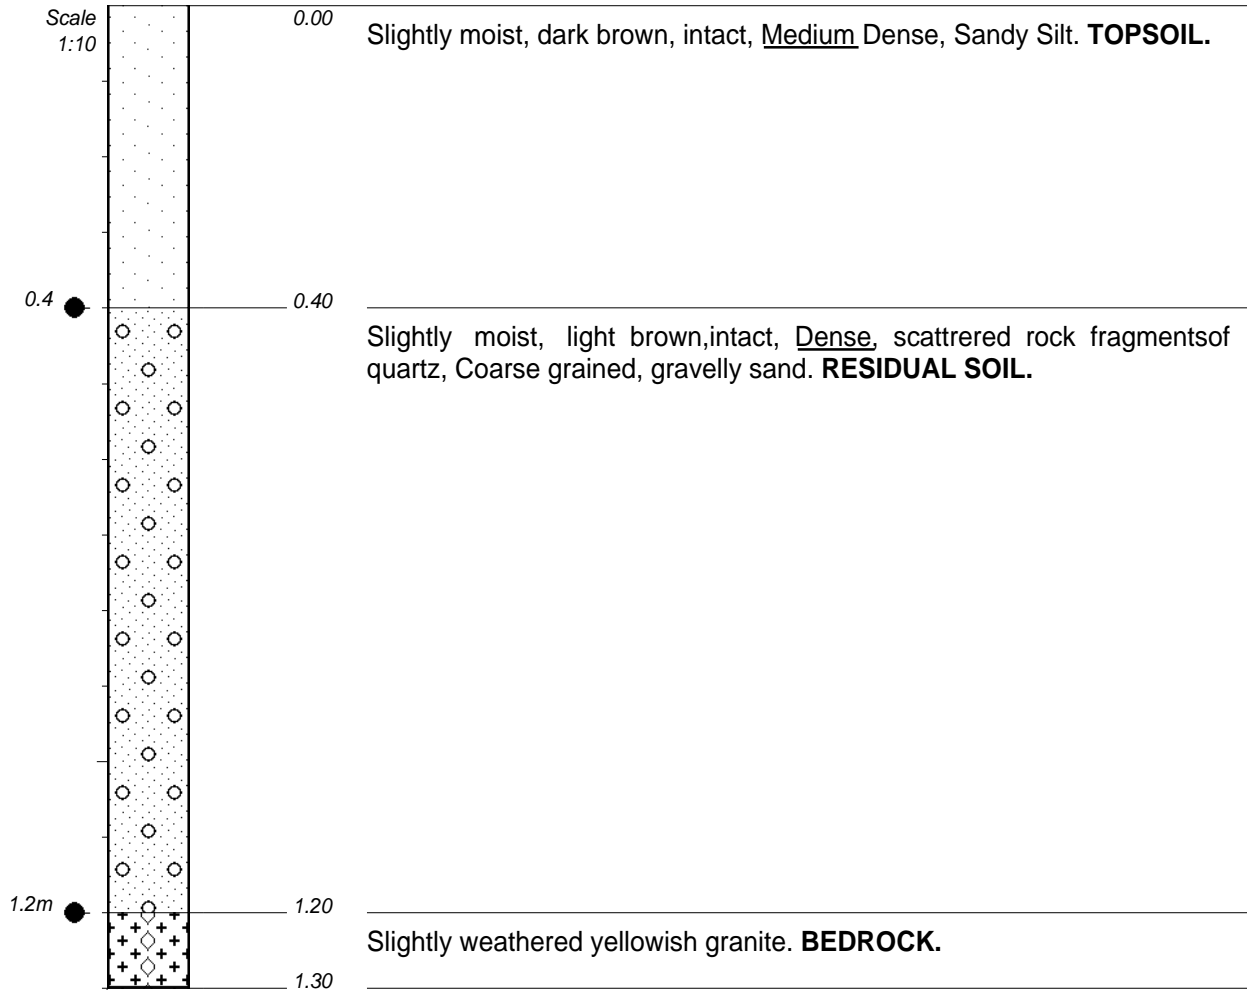 Scale
1:10
0.00
Slightly moist, dark brown, intact, Medium Dense, Sandy Silt. TOPSOIL.
0.4
0.40
Slightly moist, light brown,intact, Dense, scattrered rock fragmentsof
quartz, Coarse grained, gravelly sand. RESIDUAL SOIL.
1.2m
1.20
Slightly weathered yellowish granite. BEDROCK.
1.30